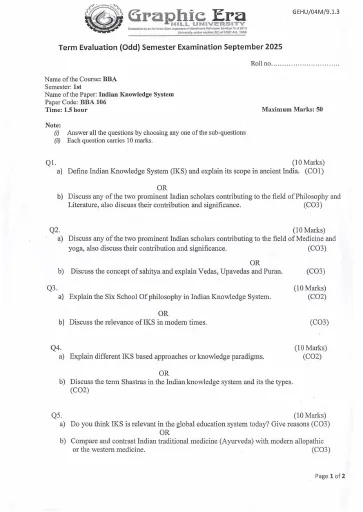 GEHU/04M/9.1.3
Graphic Era
HILL UNIVERSITY
Term Evaluation (Odd) Semester Examination September 2025
Roll no..............................
Name of the Course: BBA
Semester: 1st
Name of the Paper: Indian Knowledge System
Paper Code: BBA 106
Time: 1.5 hour Maximum Marks: 50
Note:
(i) Answer all the questions by choosing any one of the sub-questions
(ii) Each question carries 10 marks.
Q1. (10 Marks)
a) Define Indian Knowledge System (IKS) and explain its scope in ancient India. (CO1)
OR
b) Discuss any of the two prominent Indian scholars contributing to the field of Philosophy and
Literature, also discuss their contribution and significance. (CO3)
Q2. (10 Marks)
a) Discuss any of the two prominent Indian scholars contributing to the field of Medicine and
yoga, also discuss their contribution and significance. (CO3)
OR
b) Discuss the concept of sahitya and explain Vedas, Upavedas and Puran. (CO3)
Q3. (10 Marks)
a) Explain the Six School Of philosophy in Indian Knowledge System. (CO2)
OR
b) Discuss the relevance of IKS in modern times. (CO3)
Q4. (10 Marks)
a) Explain different IKS based approaches or knowledge paradigms. (CO2)
OR
b) Discuss the term Shastras in the Indian knowledge system and its the types.
(CO2)
Q5. (10 Marks)
a) Do you think IKS is relevant in the global education system today? Give reasons (CO3)
OR
b) Compare and contrast Indian traditional medicine (Ayurveda) with modern allopathic
or the western medicine. (CO3)
Page 1 of 2